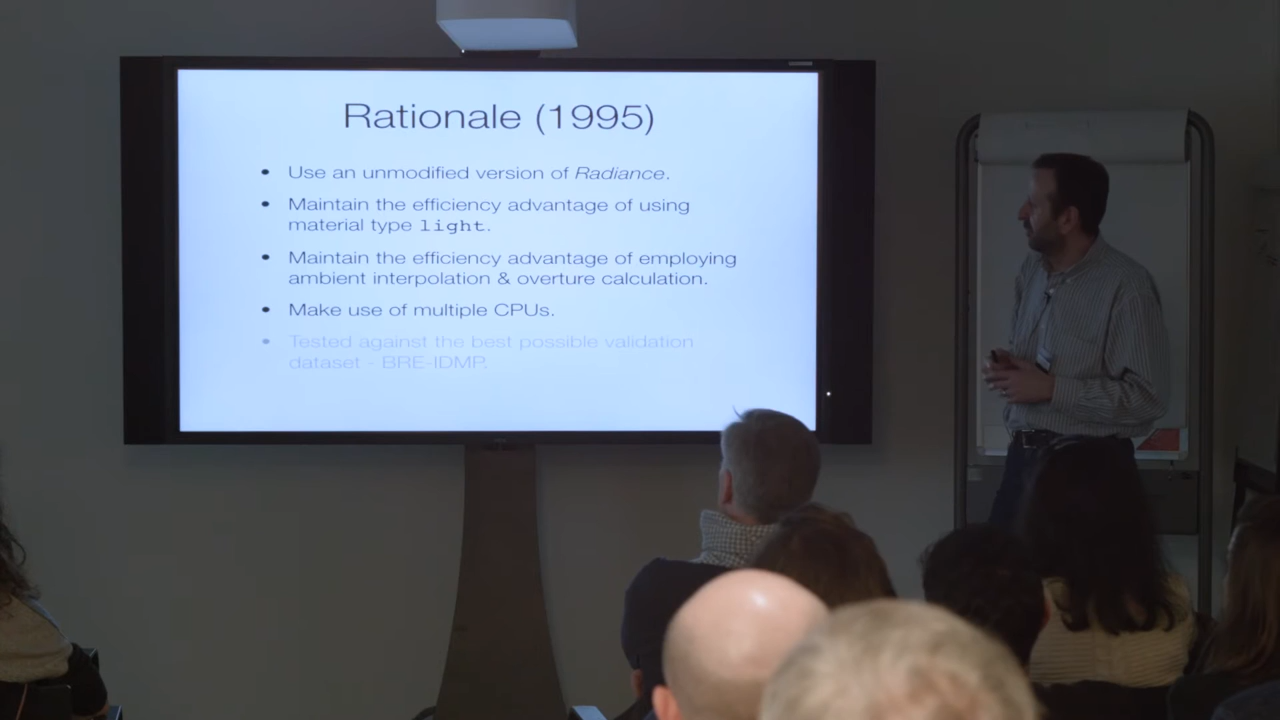 Rationale (1995)
• Use an unmodified version of Radiance.
• Maintain the efficiency advantage of using
material type light.
• Maintain the efficiency advantage of employing
ambient interpolation & overture calculation.
• Make use of multiple CPUs.
• Tested against the best possible validation
dataset - BRE-IDMP.